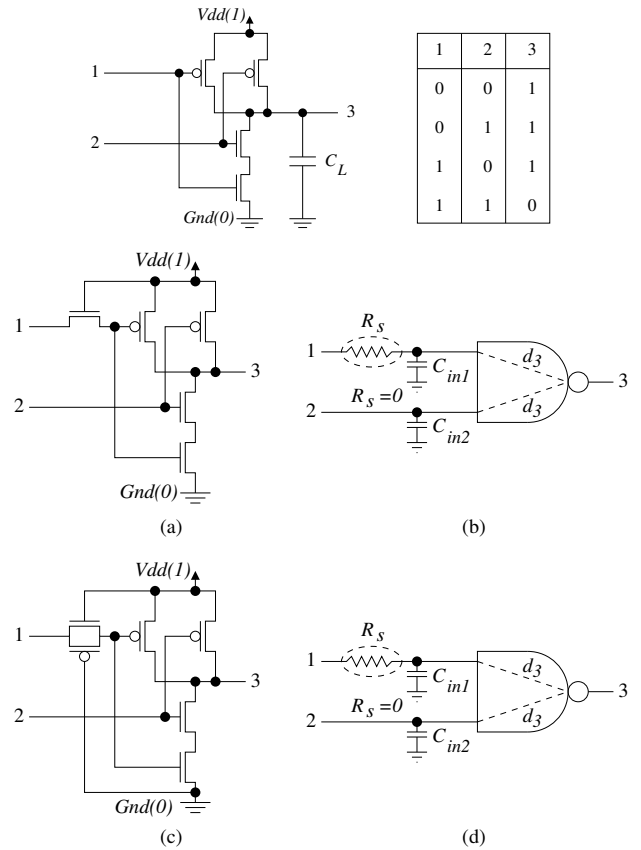 Vdd(1)
1
2
3
C_L
Gnd(0)
1 2 3
0 0 1
0 1 1
1 0 1
1 1 0
Vdd(1)
1
2
3
Gnd(0)
(a)
1
R_s
C_in1
d_3
R_s=0
d_3
2
C_in2
3
(b)
Vdd(1)
1
2
3
Gnd(0)
(c)
1
R_s
C_in1
d_3
R_s=0
d_3
2
C_in2
3
(d)